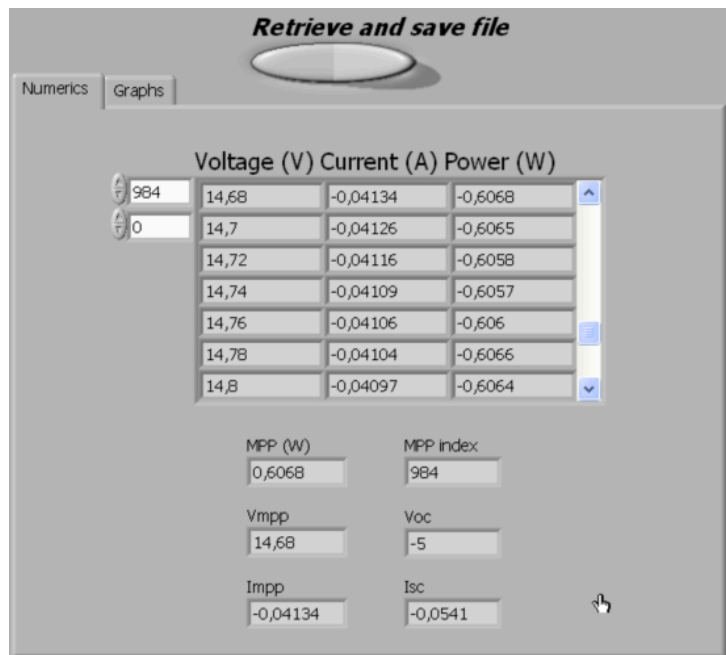 Retrieve and save file
Numerics Graphs
Voltage (V) Current (A) Power (W)
984 14,68 -0,04134 -0,6068
0 14,7 -0,04126 -0,6065
14,72 -0,04116 -0,6058
14,74 -0,04109 -0,6057
14,76 -0,04106 -0,606
14,78 -0,04104 -0,6066
14,8 -0,04097 -0,6064
MPP (W) MPP index
0,6068 984
Vmpp Voc
14,68 -5
Impp Isc
-0,04134 -0,0541